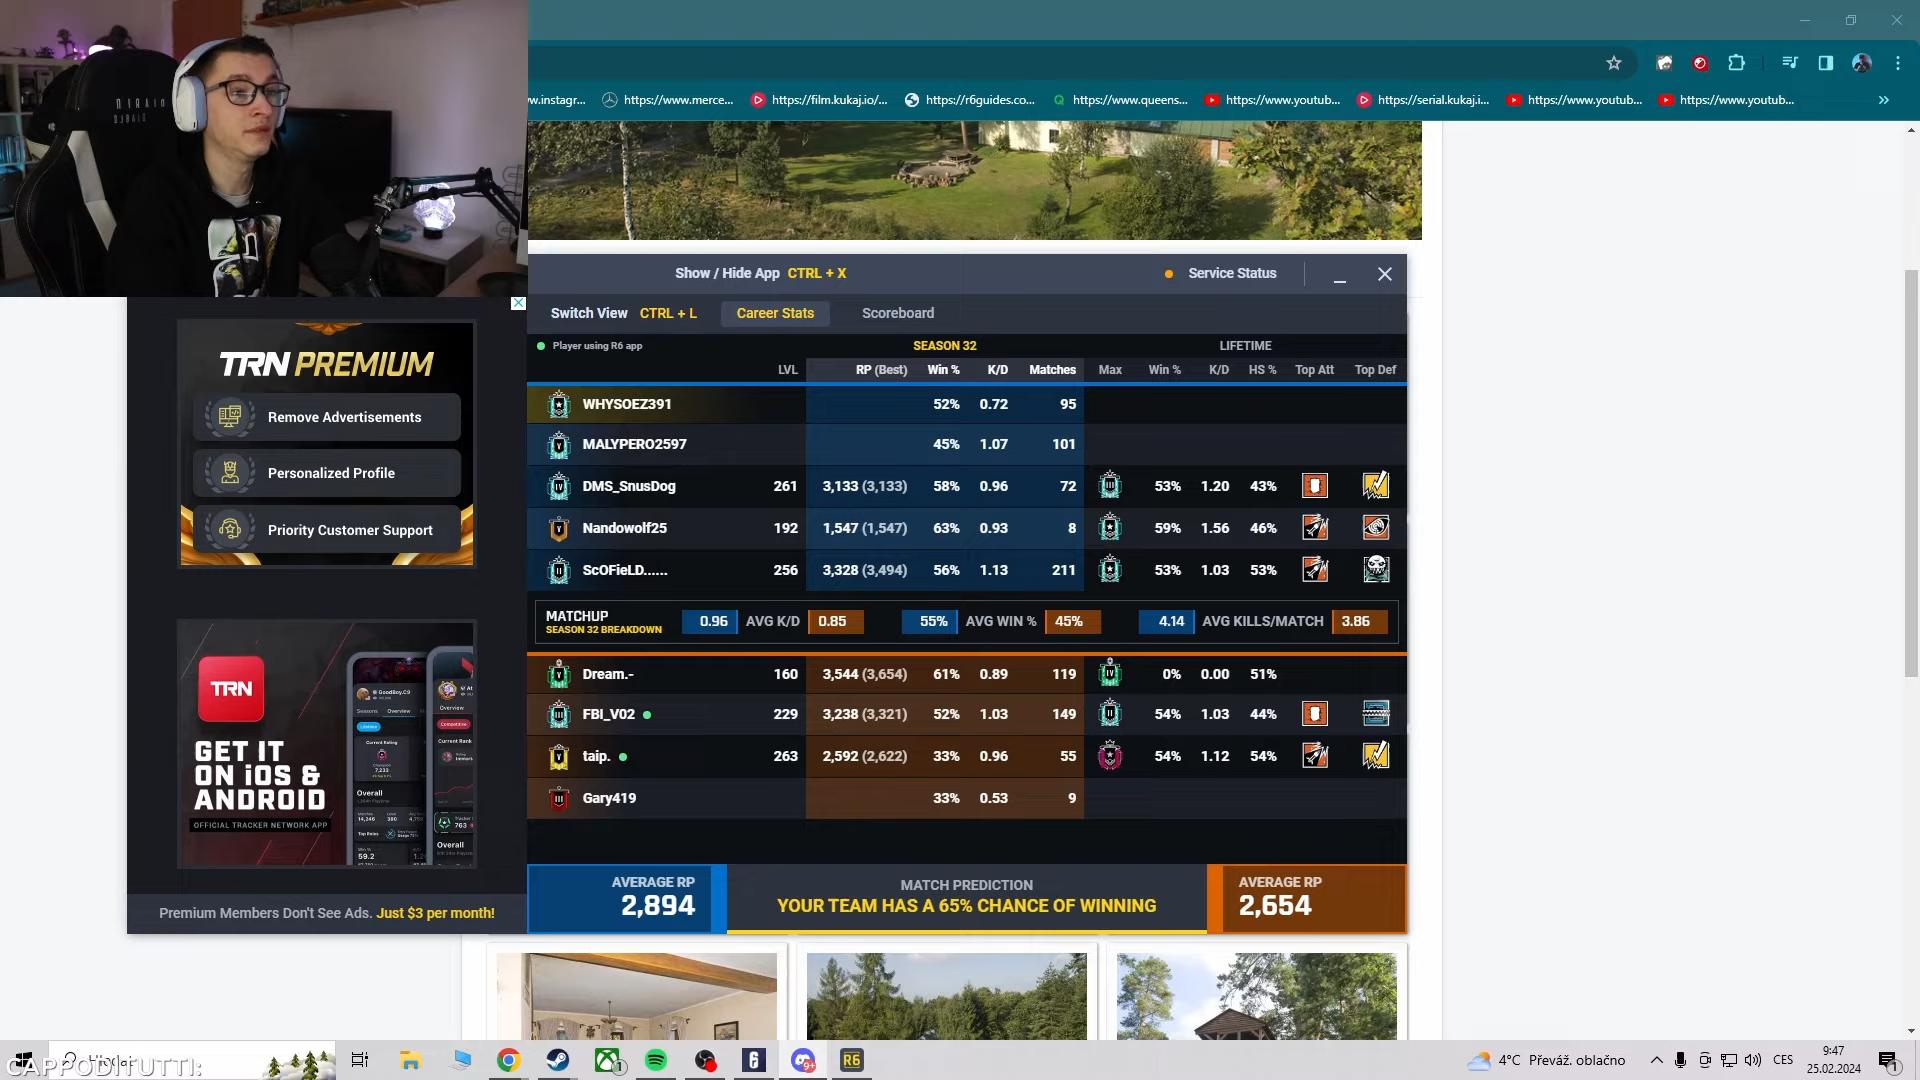 w.instagr...
https://www.merce...
https://film.kukaj.io/...
https://r6guides.co...
https://www.queens...
https://www.youtub...
https://serial.kukaj.i...
https://www.youtub...
https://www.youtub...
Show / Hide App CTRL + X
Service Status
Switch View CTRL + L
Career Stats
Scoreboard
Player using R6 app
SEASON 32
LIFETIME
LVL RP (Best) Win % K/D Matches Max Win % K/D HS % Top Att Top Def
WHYSOEZ391 52% 0.72 95
MALYPERO2597 45% 1.07 101
DMS_SnusDog 261 3,133 (3,133) 58% 0.96 72 53% 1.20 43%
Nandowolf25 192 1,547 (1,547) 63% 0.93 8 59% 1.56 46%
ScOFieLD...... 256 3,328 (3,494) 56% 1.13 211 53% 1.03 53%
MATCHUP
SEASON 32 BREAKDOWN
0.96 AVG K/D 0.85
55% AVG WIN % 45%
4.14 AVG KILLS/MATCH 3.86
Dream.- 160 3,544 (3,654) 61% 0.89 119 0% 0.00 51%
FBI_V02 229 3,238 (3,321) 52% 1.03 149 54% 1.03 44%
taip. 263 2,592 (2,622) 33% 0.96 55 54% 1.12 54%
Gary419 33% 0.53 9
AVERAGE RP
2,894
MATCH PREDICTION
YOUR TEAM HAS A 65% CHANCE OF WINNING
AVERAGE RP
2,654
TRN PREMIUM
Remove Advertisements
Personalized Profile
Priority Customer Support
TRN
GET IT
ON iOS &
ANDROID
OFFICIAL TRACKER NETWORK APP
Premium Members Don't See Ads. Just $3 per month!
CAPPODITUTTI:
R6
9+
4°C Převáž. oblačno
CES
9:47
25.02.2024